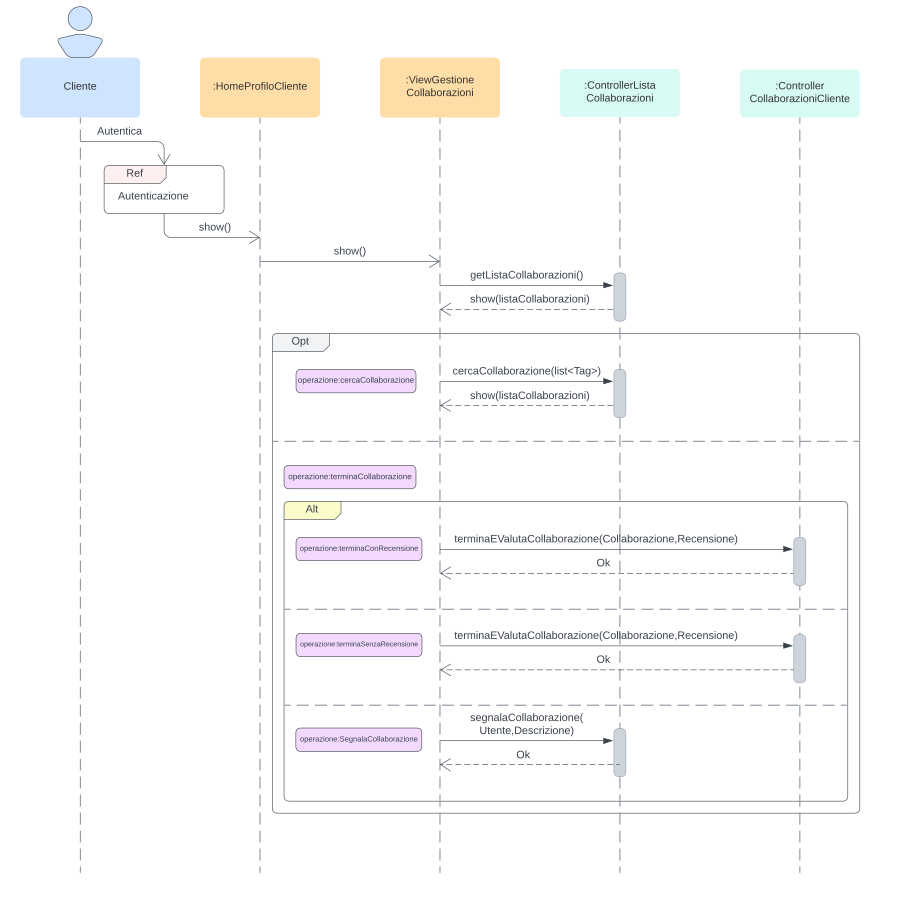 Cliente
:HomeProfiloCliente
:ViewGestione
Collaborazioni
:ControllerLista
Collaborazioni
:Controller
CollaborazioniCliente
Autentica
Ref
Autenticazione
show()
show()
getListaCollaborazioni()
show(listaCollaborazioni)
Opt
operazione:cercaCollaborazione
cercaCollaborazione(list<Tag>)
show(listaCollaborazioni)
operazione:terminaCollaborazione
Alt
operazione:terminaConRecensione
terminaEValutaCollaborazione(Collaborazione,Recensione)
Ok
operazione:terminaSenzaRecensione
terminaEValutaCollaborazione(Collaborazione,Recensione)
Ok
operazione:SegnalaCollaborazione
segnalaCollaborazione(
Utente,Descrizione)
Ok